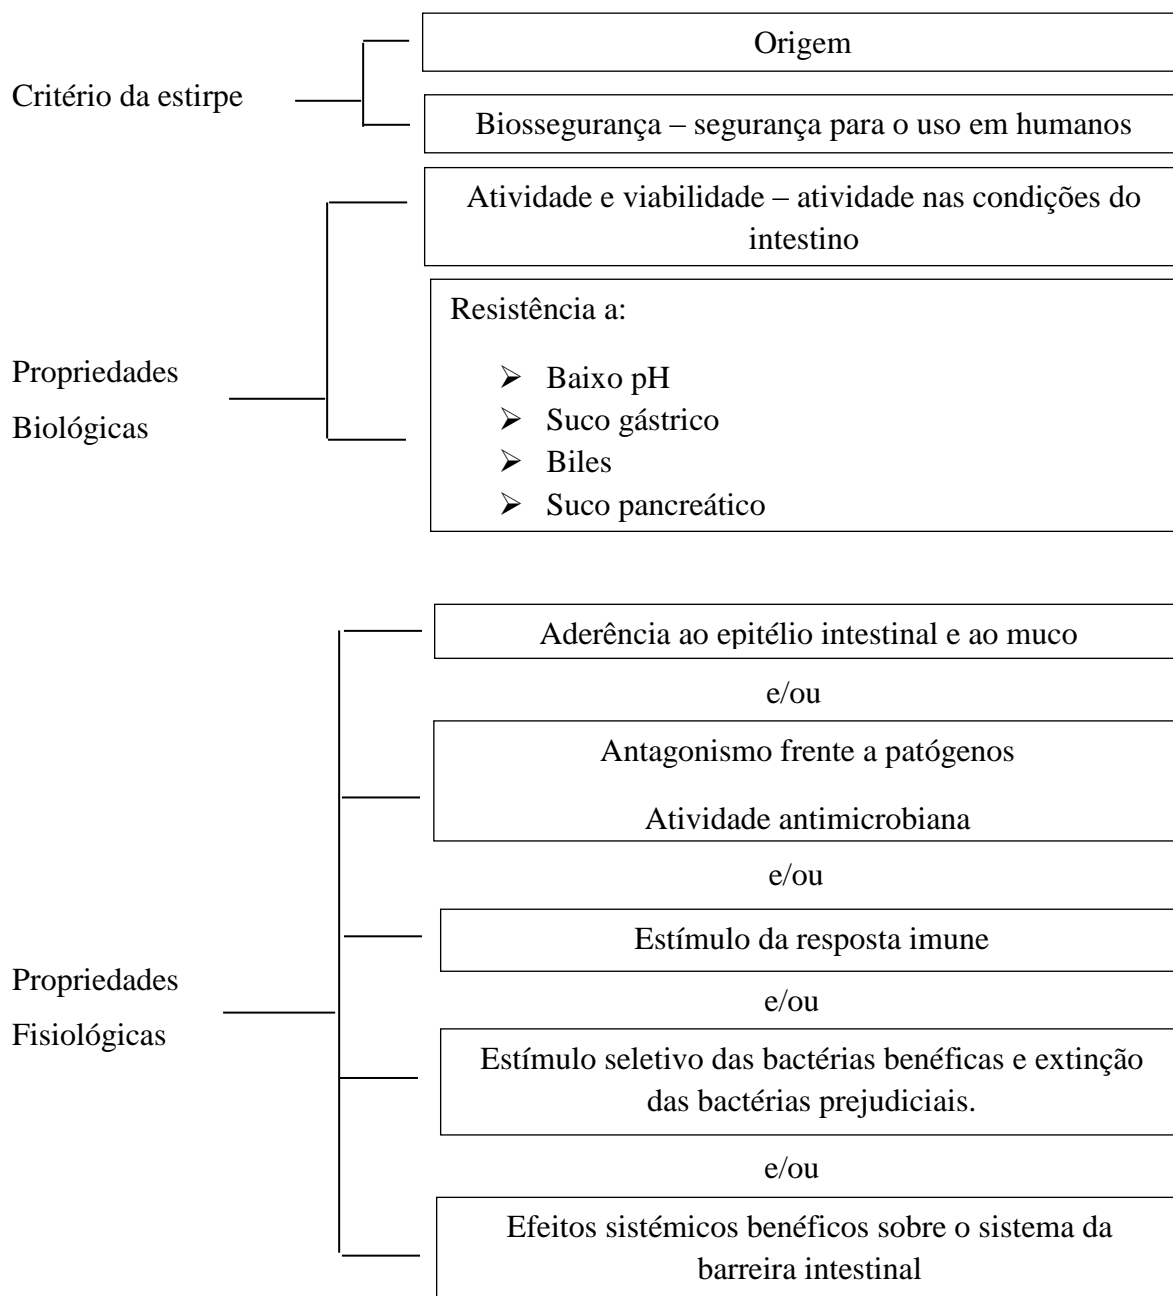 Origem
Critério da estirpe
Biossegurança – segurança para o uso em humanos
Atividade e viabilidade – atividade nas condições do
intestino
Resistência a:
Propriedades
Biológicas
➢ Baixo pH
➢ Suco gástrico
➢ Biles
➢ Suco pancreático
Aderência ao epitélio intestinal e ao muco
e/ou
Antagonismo frente a patógenos
Atividade antimicrobiana
e/ou
Estímulo da resposta imune
Propriedades
Fisiológicas
e/ou
Estímulo seletivo das bactérias benéficas e extinção
das bactérias prejudiciais.
e/ou
Efeitos sistémicos benéficos sobre o sistema da
barreira intestinal